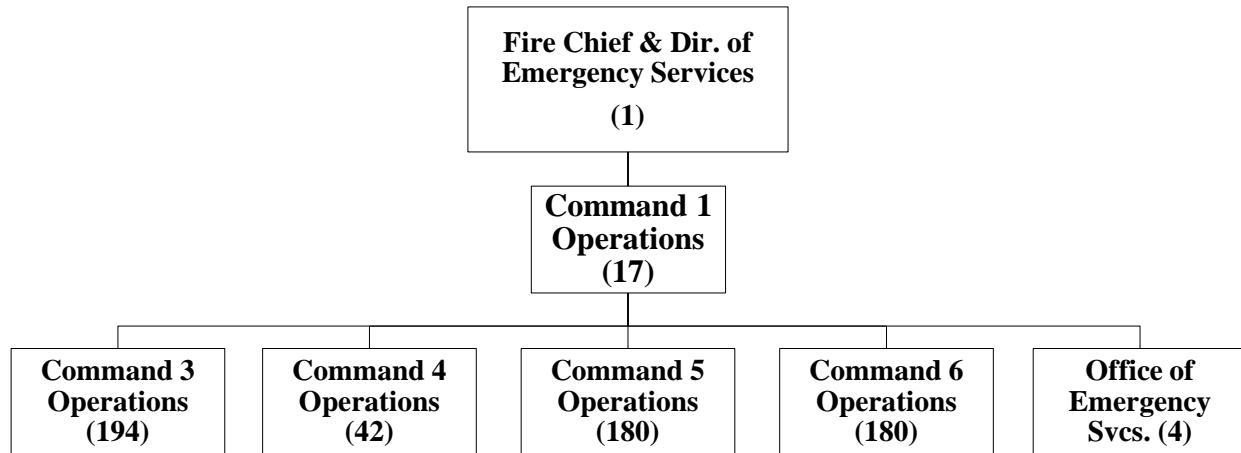 Fire Chief & Dir. of
Emergency Services
(1)
Command 1
Operations
(17)
Command 3
Operations
(194)
Command 4
Operations
(42)
Command 5
Operations
(180)
Command 6
Operations
(180)
Office of
Emergency
Svcs. (4)